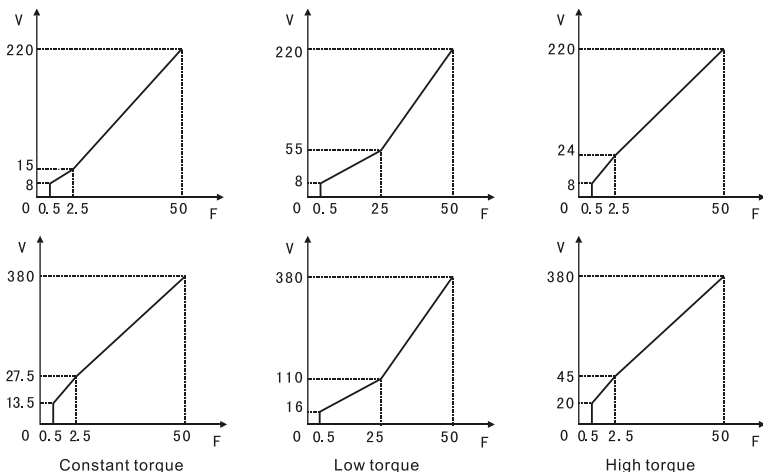 V V V
220 220 220
15 55 24
8 8 8
0 0.5 2.5 50 F 0 0.5 25 50 F 0 0.5 2.5 50 F
V V V
380 380 380
27.5 110 45
13.5 16 20
0 0.5 2.5 50 F 0 0.5 25 50 F 0 0.5 2.5 50 F
Constant torque Low torque High torque